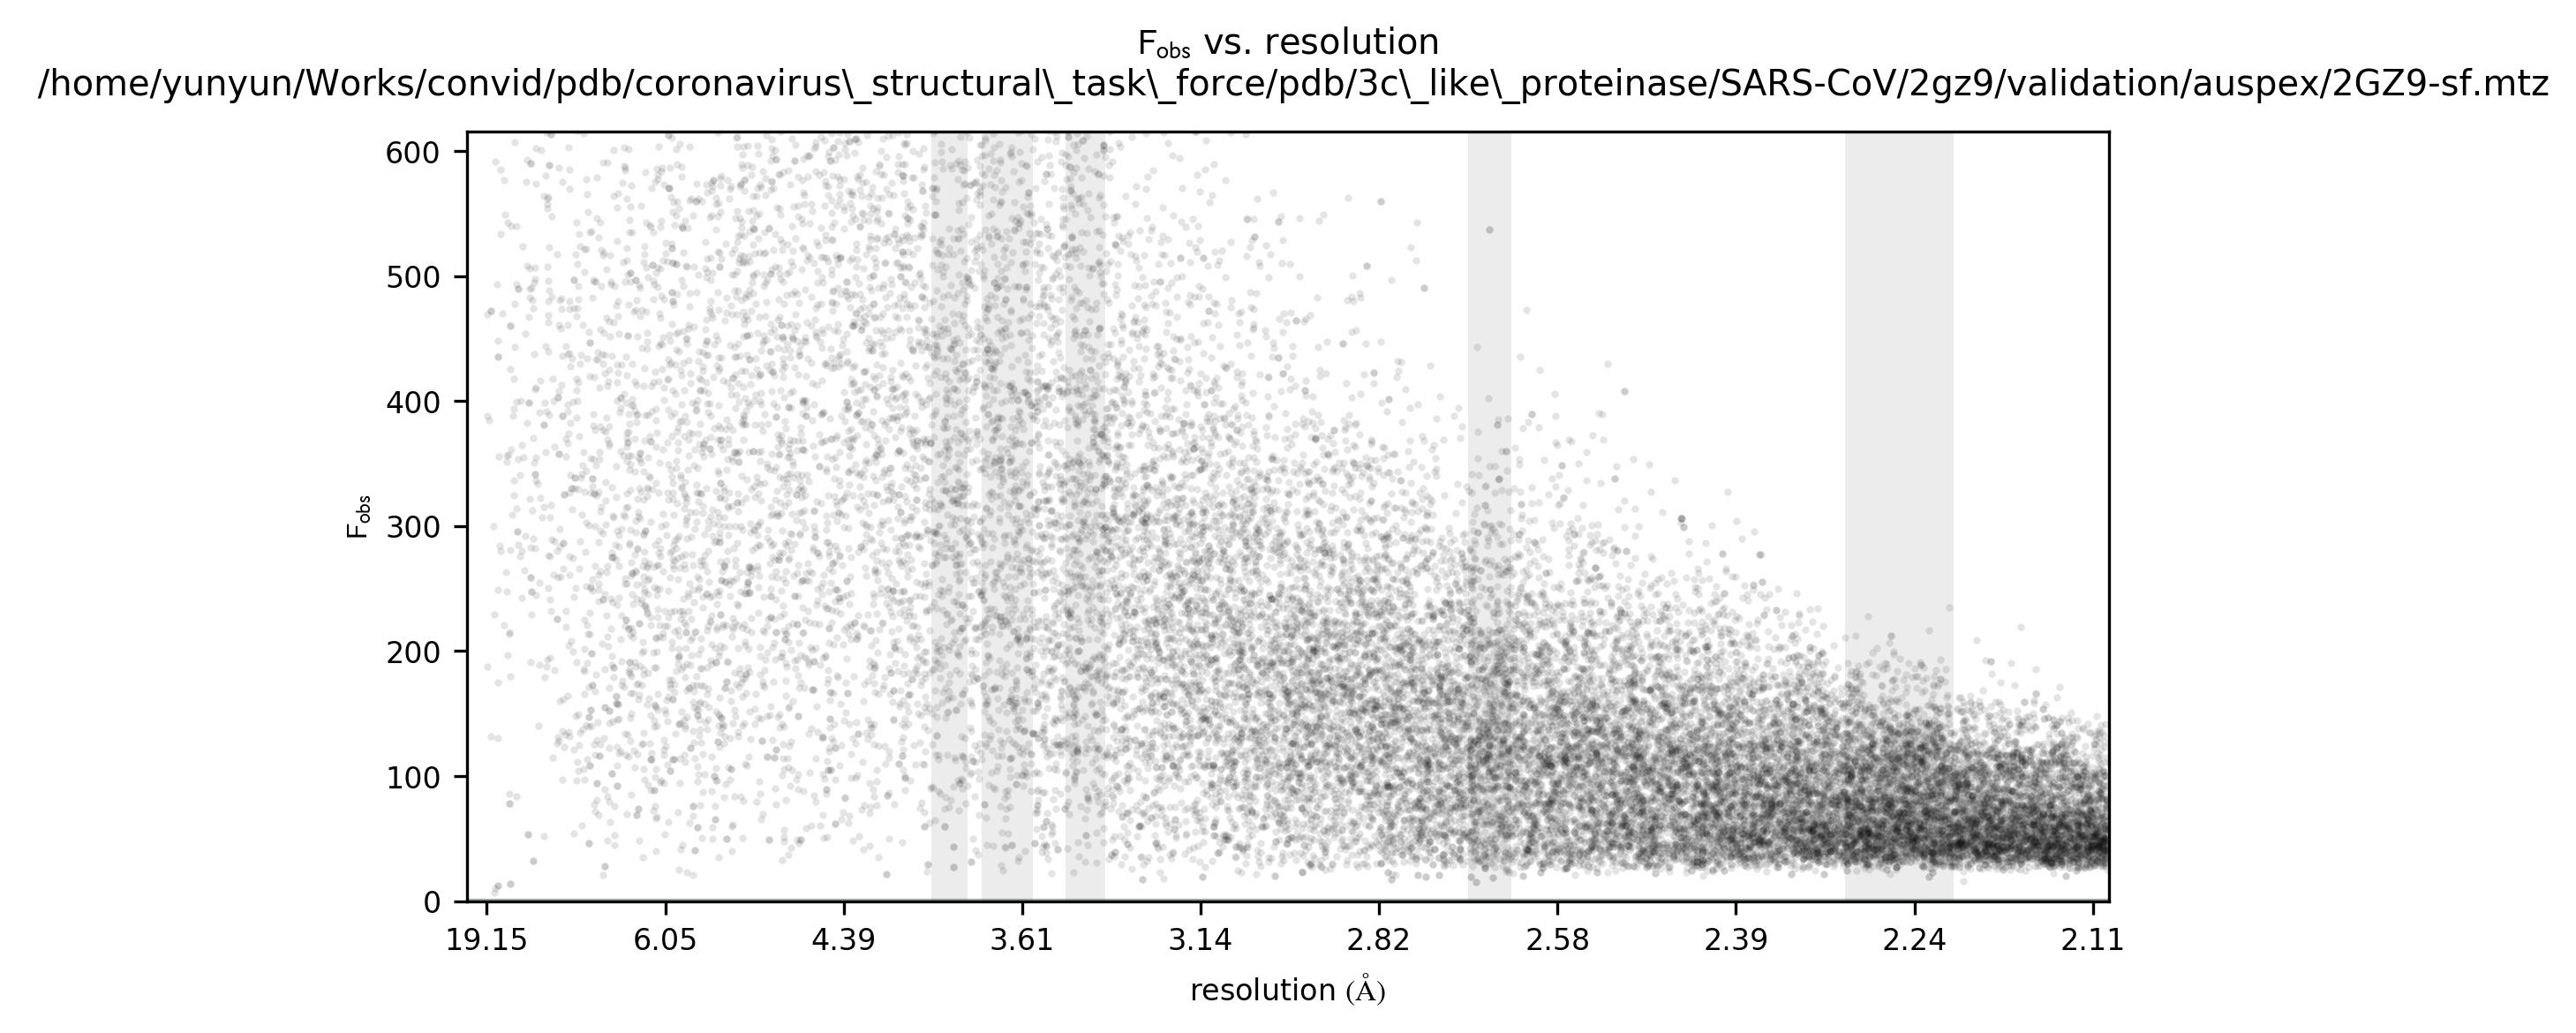 Fobs vs. resolution
/home/yunyun/Works/convid/pdb/coronavirus\_structural\_task\_force/pdb/3c\_like\_proteinase/SARS-CoV/2gz9/validation/auspex/2GZ9-sf.mtz
600
500
400
300
200
100
0
Fobs
19.15 6.05 4.39 3.61 3.14 2.82 2.58 2.39 2.24 2.11
resolution (Å)